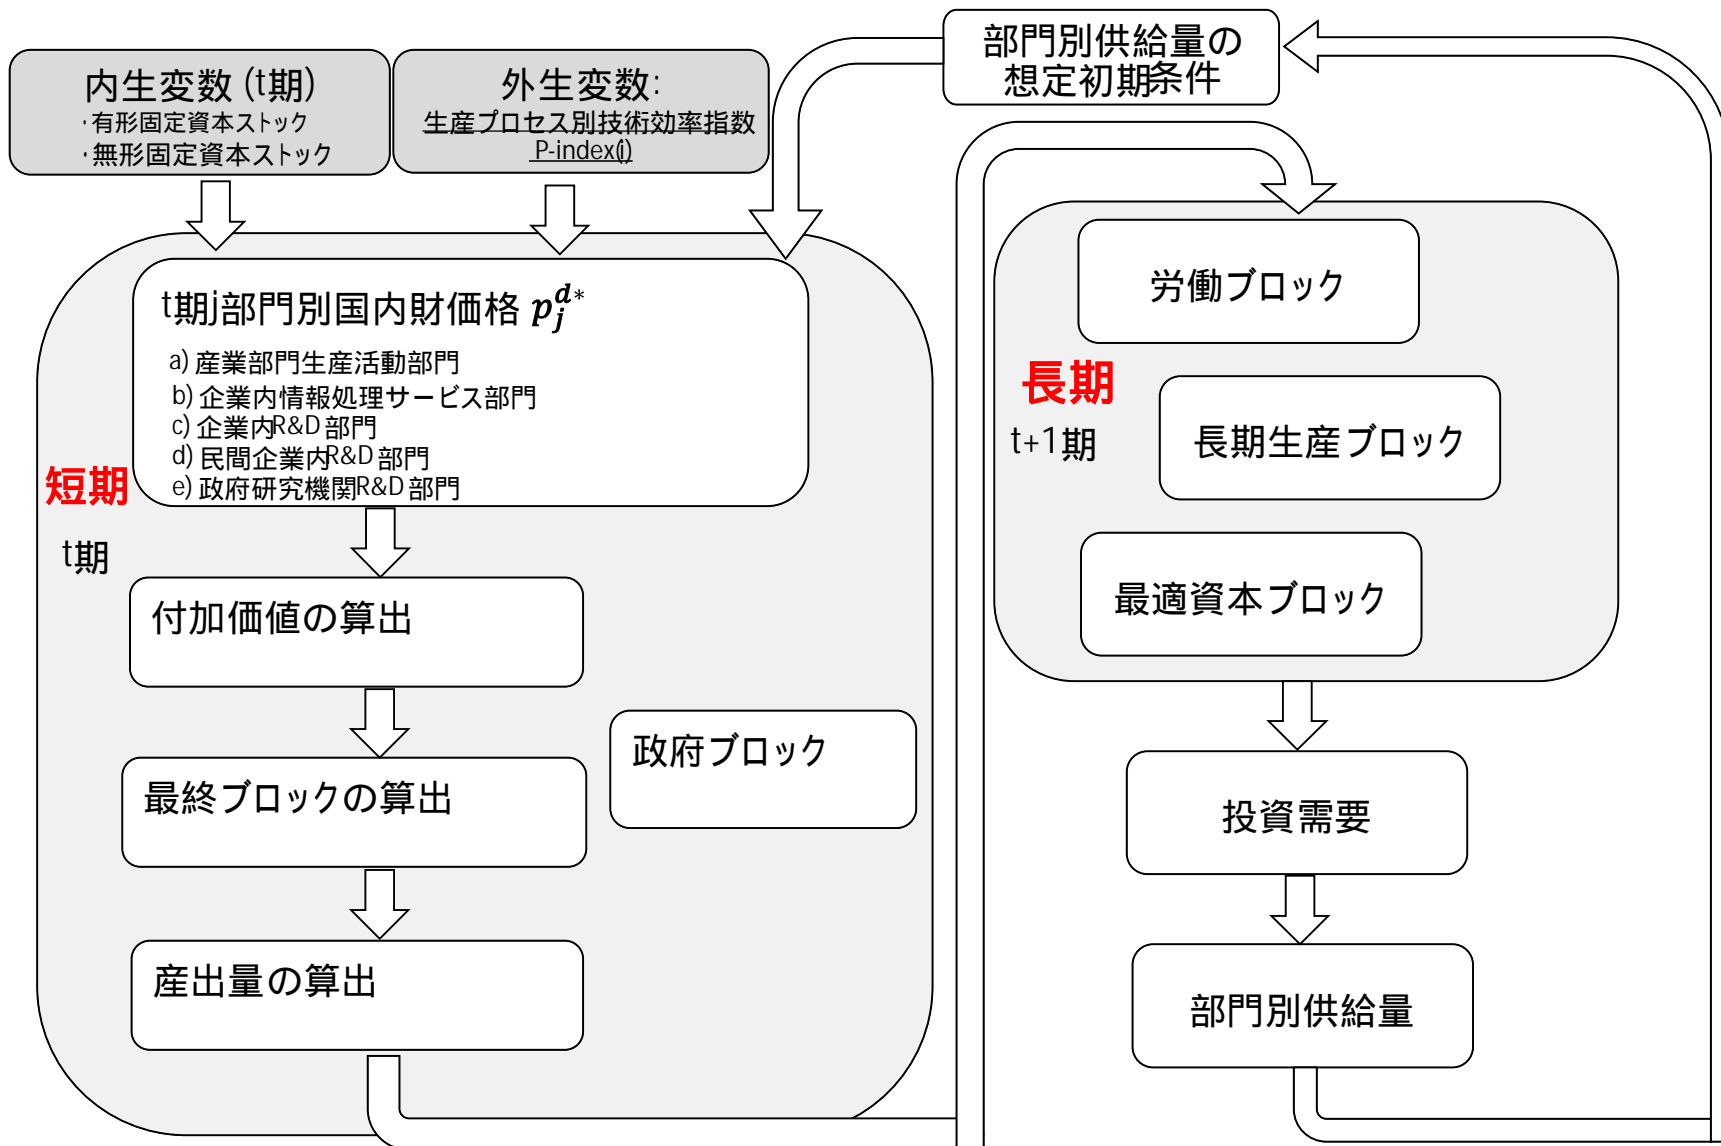 部門別供給量の
想定初期条件
内生変数 (t期)
・有形固定資本ストック
・無形固定資本ストック
外生変数:
生産プロセス別技術効率指数
P-index(j)
t期j部門別国内財価格 p_j^{d*}
a) 産業部門生産活動部門
b) 企業内情報処理サービス部門
c) 企業内R&D部門
d) 民間企業内R&D部門
e) 政府研究機関R&D部門
短期
t期
付加価値の算出
最終ブロックの算出
産出量の算出
政府ブロック
労働ブロック
長期
t+1期
長期生産ブロック
最適資本ブロック
投資需要
部門別供給量